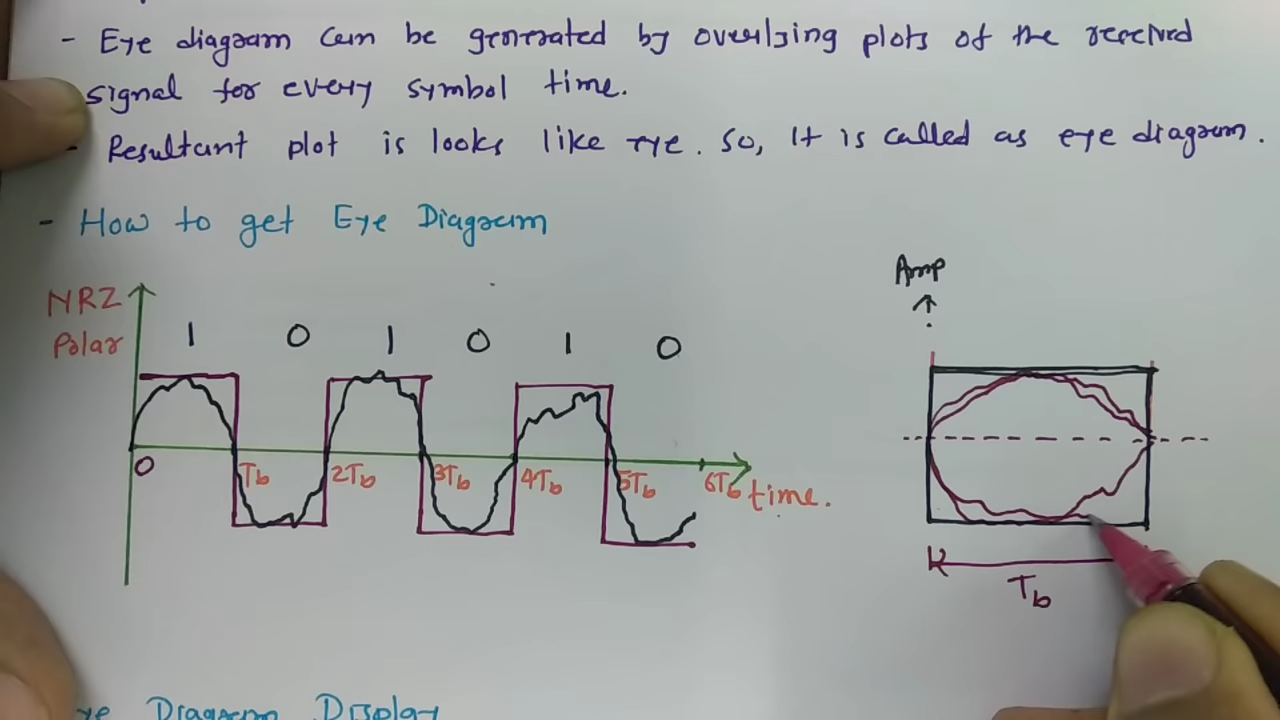 - Eye diagram can be generated by overlaying plots of the received
signal for every symbol time.
- Resultant plot is looks like eye. So, It is called as eye diagram.
- How to get Eye Diagram
NRZ
Polar
1 0 1 0 1 0
0 Tb 2Tb 3Tb 4Tb 5Tb 6Tb time.
Amp
Tb
Diagram Display